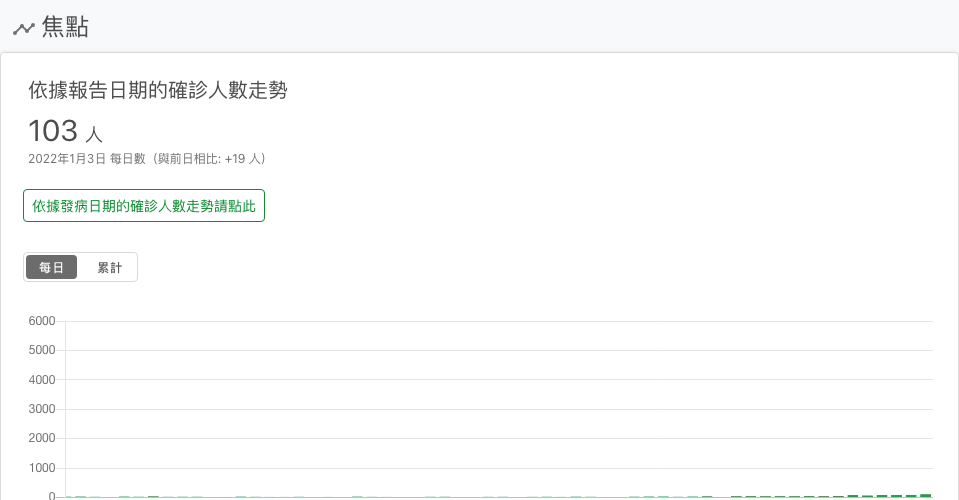 焦點
依據報告日期的確診人數走勢
103 人
2022年1月3日 每日數（與前日相比: +19 人）
依據發病日期的確診人數走勢請點此
每日 累計
6000
5000
4000
3000
2000
1000
0